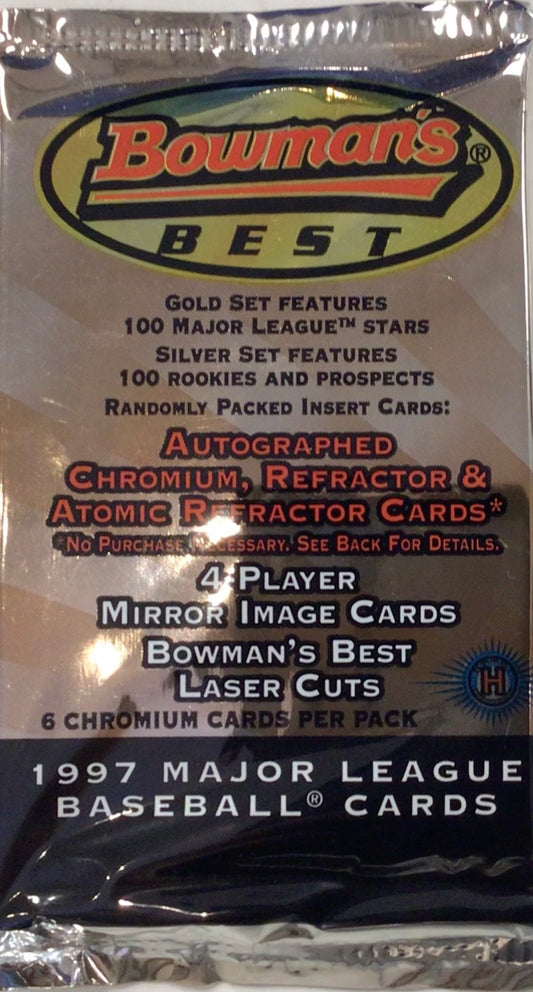 Bowman's®
BEST
GOLD SET FEATURES
100 MAJOR LEAGUE™ STARS
SILVER SET FEATURES
100 ROOKIES AND PROSPECTS
RANDOMLY PACKED INSERT CARDS:
AUTOGRAPHED
CHROMIUM, REFRACTOR &
ATOMIC REFRACTOR CARDS*
*NO PURCHASE NECESSARY. SEE BACK FOR DETAILS.
4-PLAYER
MIRROR IMAGE CARDS
BOWMAN'S BEST
LASER CUTS
H
6 CHROMIUM CARDS PER PACK
1997 MAJOR LEAGUE
BASEBALL® CARDS